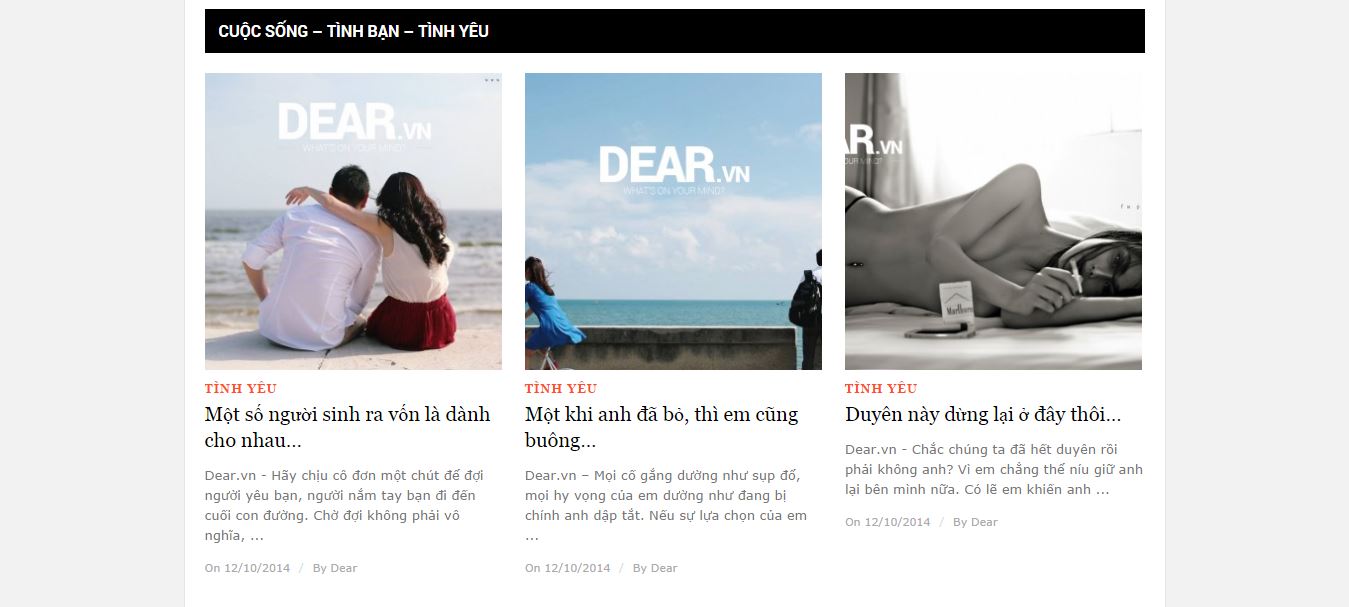 CUỘC SỐNG – TÌNH BẠN – TÌNH YÊU
DEAR.VN
WHAT'S ON YOUR MIND?
TÌNH YÊU
Một số người sinh ra vốn là dành
cho nhau...
Dear.vn - Hãy chịu cô đơn một chút để đợi
người yêu bạn, người nắm tay bạn đi đến
cuối con đường. Chờ đợi không phải vô
nghĩa, ...
On 12/10/2014 / By Dear
DEAR.VN
WHAT'S ON YOUR MIND?
TÌNH YÊU
Một khi anh đã bỏ, thì em cũng
buông...
Dear.vn – Mọi cố gắng dường như sụp đổ,
mọi hy vọng của em dường như đang bị
chính anh dập tắt. Nếu sự lựa chọn của em
...
On 12/10/2014 / By Dear
AR.VN
OUR MIND?
Marlboro
TÌNH YÊU
Duyên này dừng lại ở đây thôi...
Dear.vn - Chắc chúng ta đã hết duyên rồi
phải không anh? Vì em chẳng thể níu giữ anh
lại bên mình nữa. Có lẽ em khiến anh ...
On 12/10/2014 / By Dear